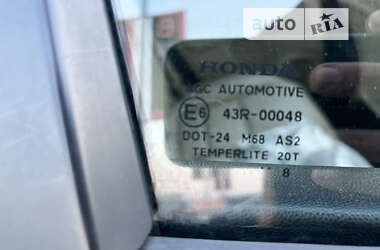 auto RIA
HONDA
AGC AUTOMOTIVE
E6 43R-00048
DOT-24 M68 AS2
TEMPERLITE 20T
8